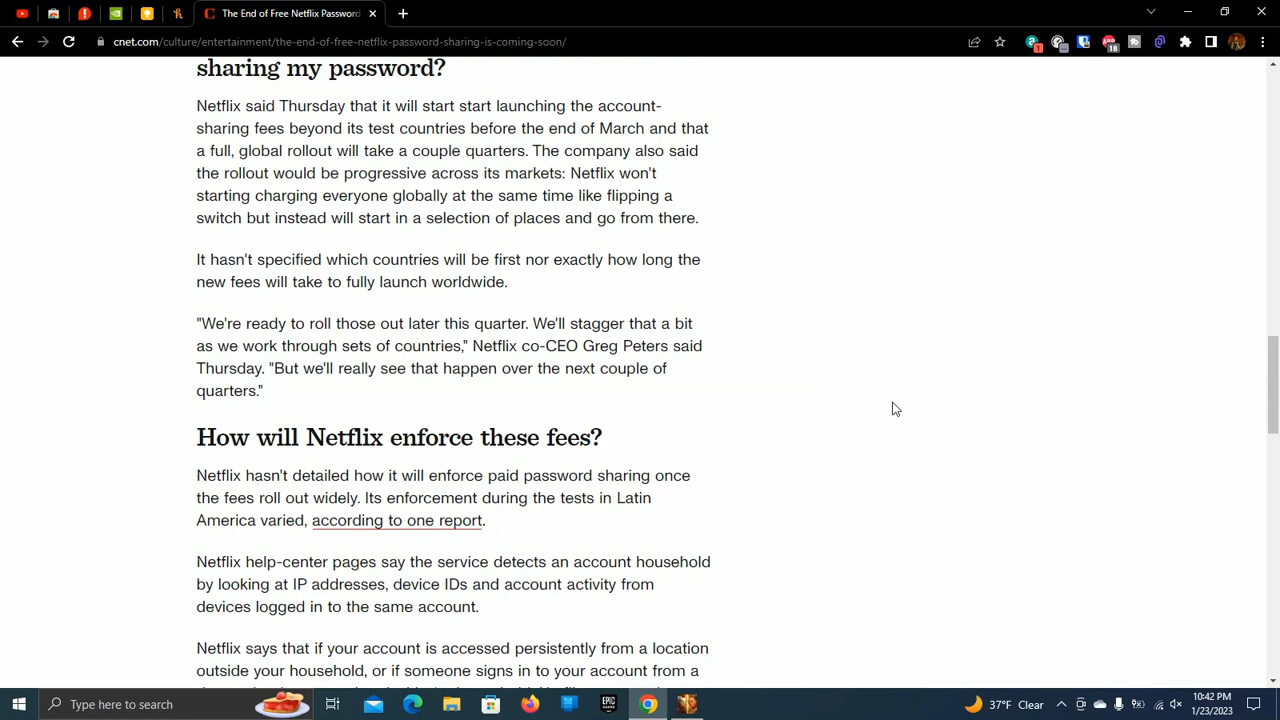 The End of Free Netflix Password
cnet.com/culture/entertainment/the-end-of-free-netflix-password-sharing-is-coming-soon/
1
18
sharing my password?
Netflix said Thursday that it will start start launching the account-
sharing fees beyond its test countries before the end of March and that
a full, global rollout will take a couple quarters. The company also said
the rollout would be progressive across its markets: Netflix won't
starting charging everyone globally at the same time like flipping a
switch but instead will start in a selection of places and go from there.
It hasn't specified which countries will be first nor exactly how long the
new fees will take to fully launch worldwide.
"We're ready to roll those out later this quarter. We'll stagger that a bit
as we work through sets of countries," Netflix co-CEO Greg Peters said
Thursday. "But we'll really see that happen over the next couple of
quarters."
How will Netflix enforce these fees?
Netflix hasn't detailed how it will enforce paid password sharing once
the fees roll out widely. Its enforcement during the tests in Latin
America varied, according to one report.
Netflix help-center pages say the service detects an account household
by looking at IP addresses, device IDs and account activity from
devices logged in to the same account.
Netflix says that if your account is accessed persistently from a location
outside your household, or if someone signs in to your account from a
Type here to search
EPIC
37°F Clear
10:42 PM
1/23/2023